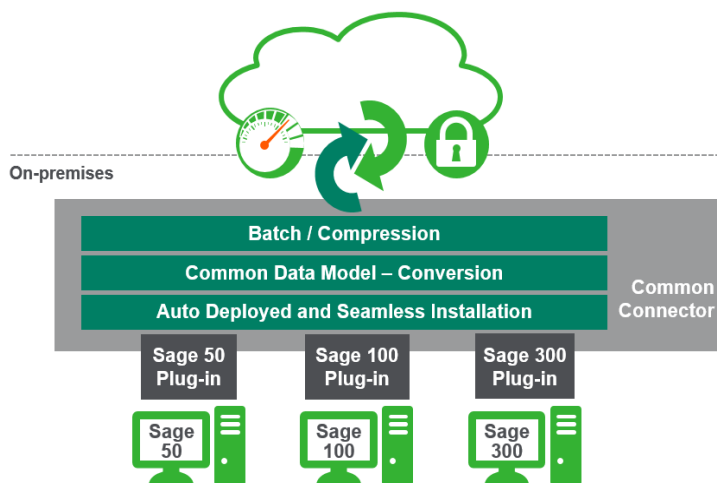 On-premises
Batch / Compression
Common Data Model – Conversion
Auto Deployed and Seamless Installation
Common
Connector
Sage 50
Plug-in
Sage 100
Plug-in
Sage 300
Plug-in
Sage
50
Sage
100
Sage
300